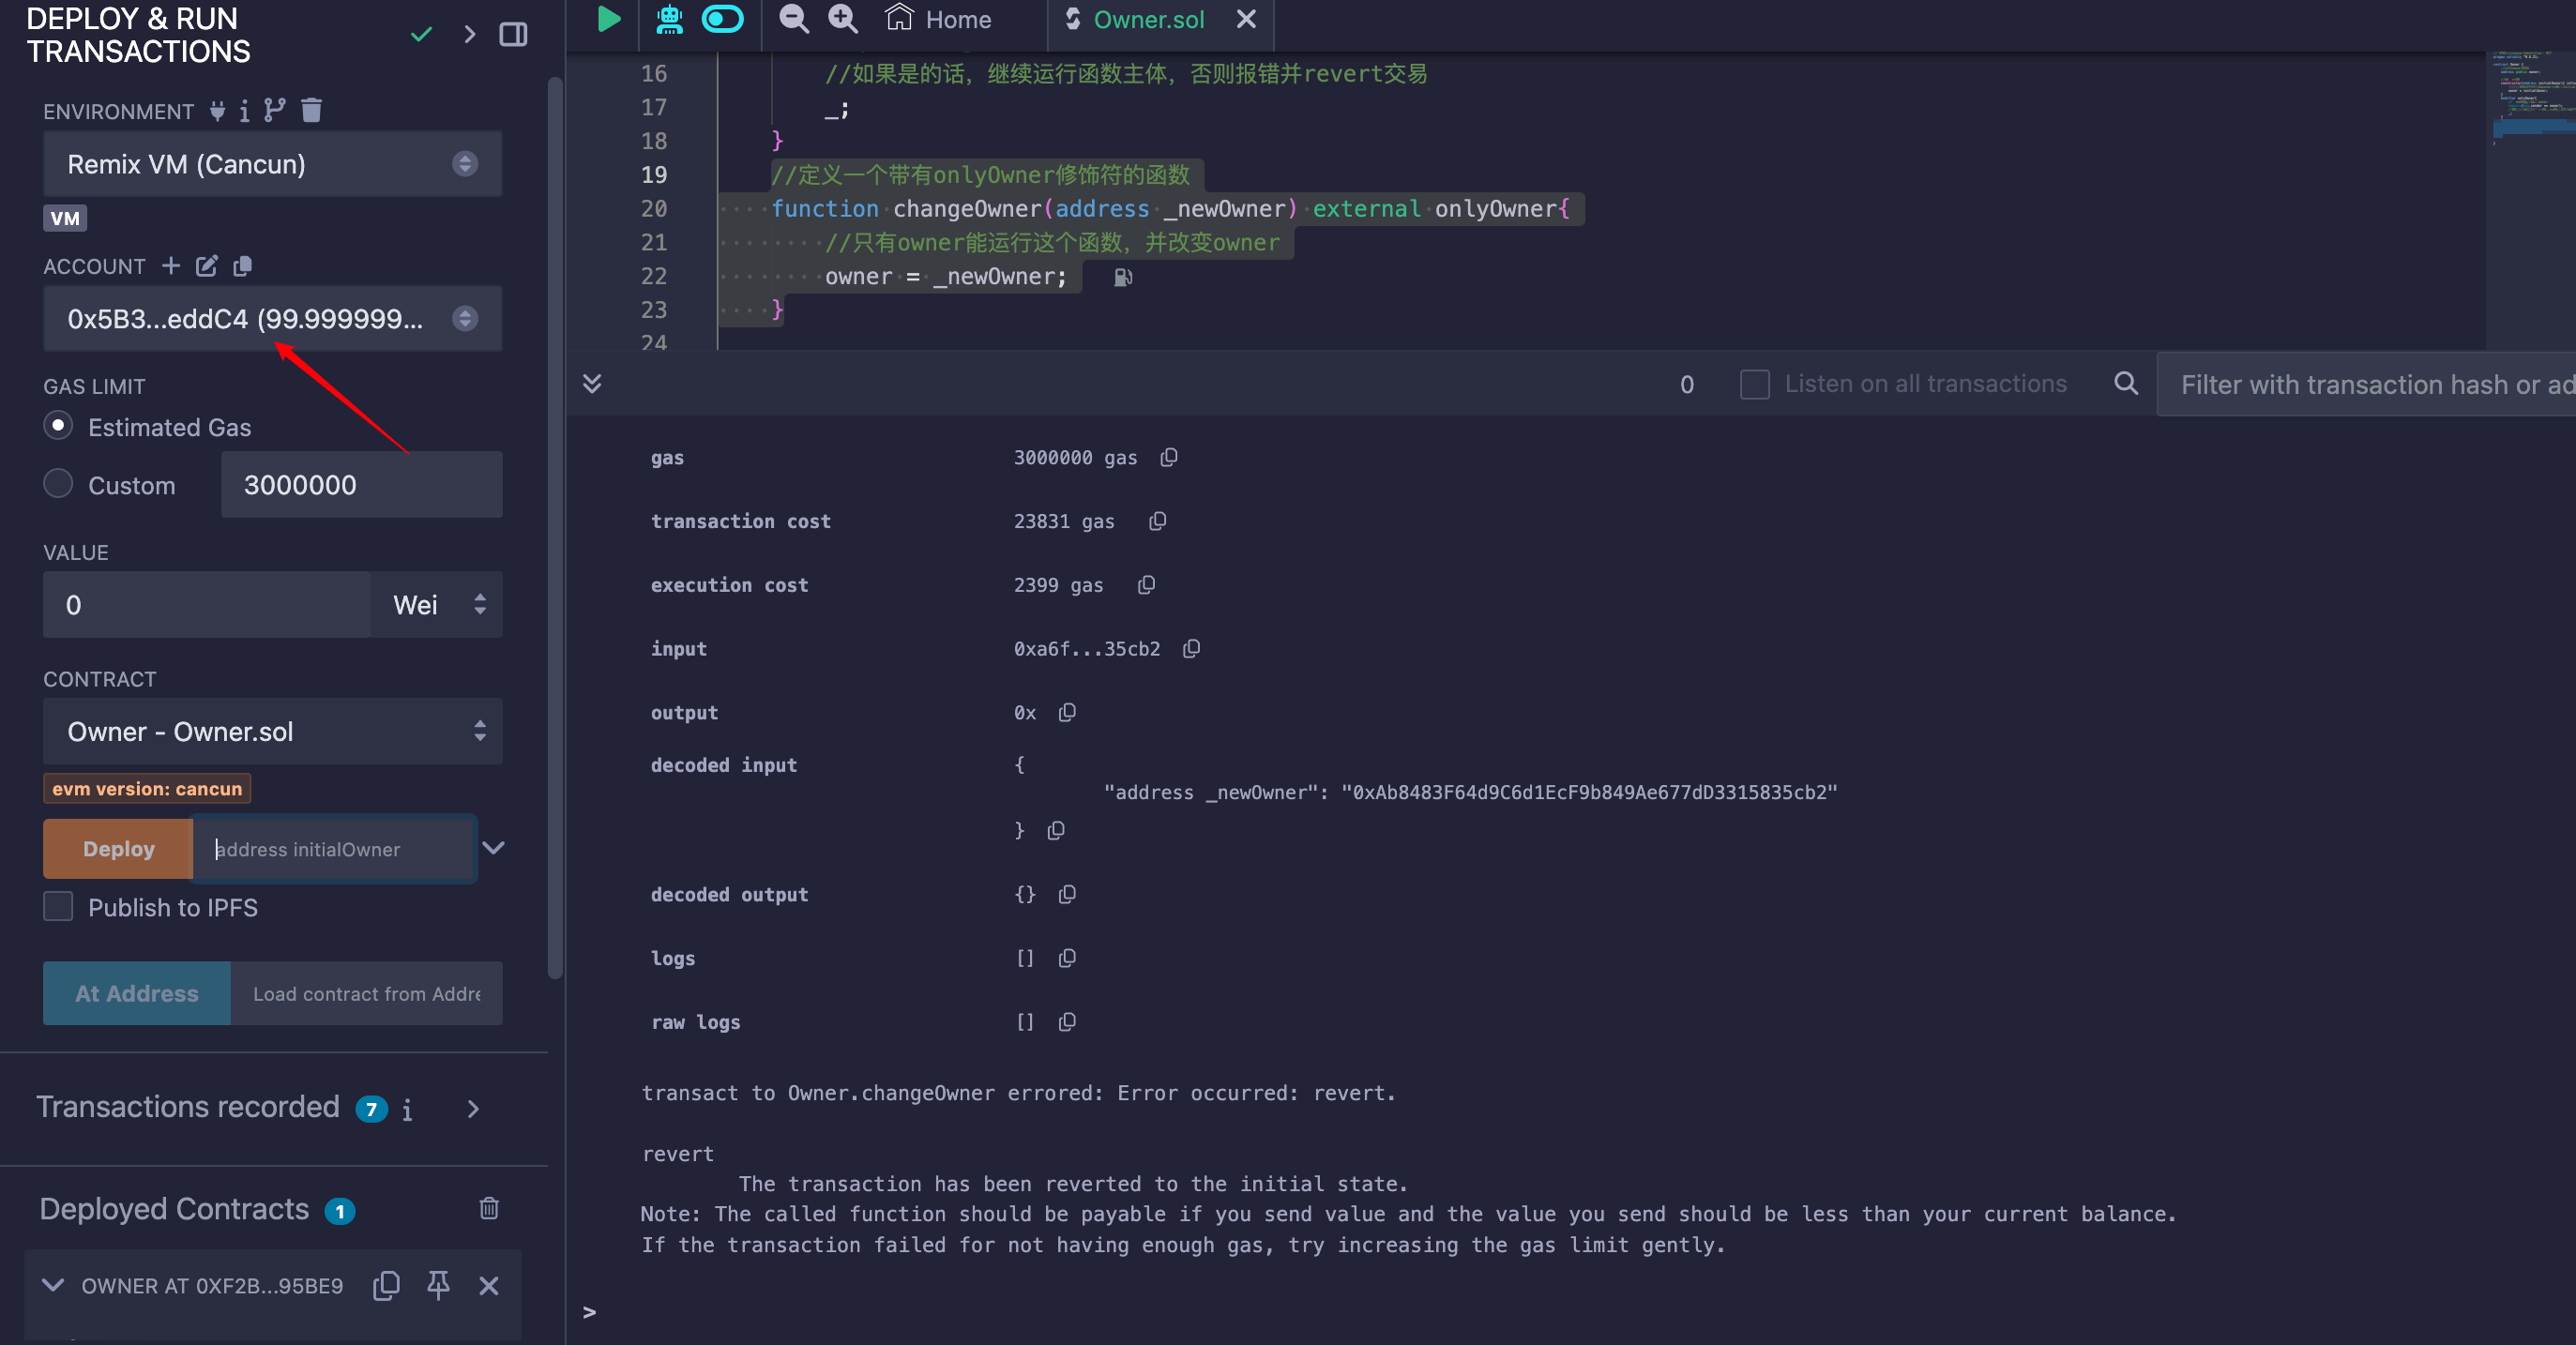 DEPLOY & RUN
TRANSACTIONS
ENVIRONMENT
Remix VM (Cancun)
VM
ACCOUNT
0x5B3...eddC4 (99.999999...
GAS LIMIT
Estimated Gas
Custom
3000000
VALUE
0
Wei
CONTRACT
Owner - Owner.sol
evm version: cancun
Deploy
address initialOwner
Publish to IPFS
At Address
Load contract from Addre
Transactions recorded 7 i
Deployed Contracts 1
OWNER AT 0XF2B...95BE9
Home
Owner.sol
16 //如果是的话，继续运行函数主体，否则报错并revert交易
17 _;
18 }
19 //定义一个带有onlyOwner修饰符的函数
20 function changeOwner(address _newOwner) external onlyOwner{
21 //只有owner能运行这个函数，并改变owner
22 owner = _newOwner;
23 }
24
0
Listen on all transactions
Filter with transaction hash or ad
gas 3000000 gas
transaction cost 23831 gas
execution cost 2399 gas
input 0xa6f...35cb2
output 0x
decoded input {
"address _newOwner": "0xAb8483F64d9C6d1EcF9b849Ae677dD3315835cb2"
}
decoded output {}
logs []
raw logs []
transact to Owner.changeOwner errored: Error occurred: revert.
revert
The transaction has been reverted to the initial state.
Note: The called function should be payable if you send value and the value you send should be less than your current balance.
If the transaction failed for not having enough gas, try increasing the gas limit gently.
>